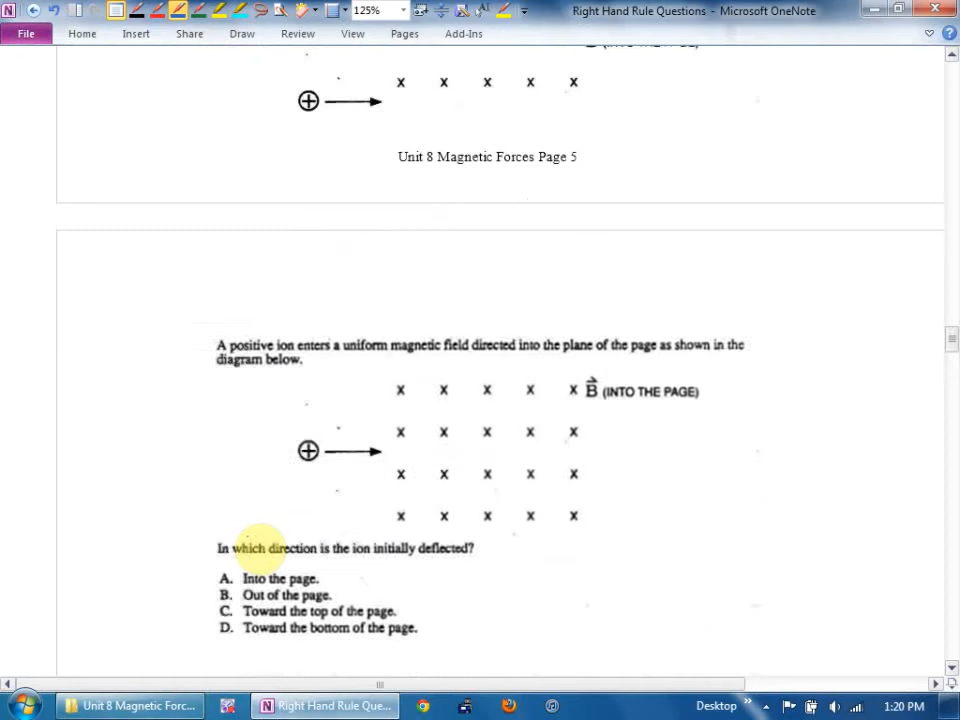 125%
Right Hand Rule Questions - Microsoft OneNote
File Home Insert Share Draw Review View Pages Add-Ins
x x x x x
Unit 8 Magnetic Forces Page 5
A positive ion enters a uniform magnetic field directed into the plane of the page as shown in the
diagram below.
x x x x x B (INTO THE PAGE)
x x x x x
x x x x x
x x x x x
In which direction is the ion initially deflected?
A. Into the page.
B. Out of the page.
C. Toward the top of the page.
D. Toward the bottom of the page.
Unit 8 Magnetic Forc... Right Hand Rule Que... Desktop 1:20 PM